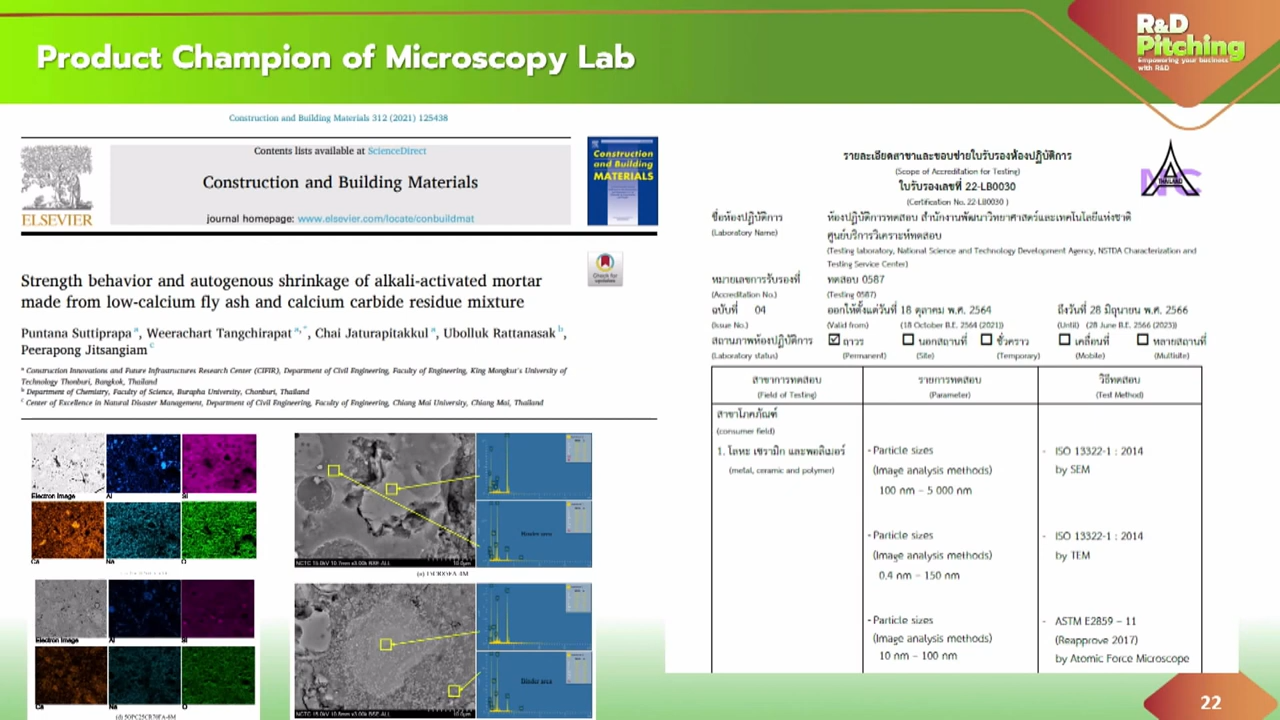 Product Champion of Microscopy Lab
R&D
Pitching
Empowering your business
with R&D
Construction and Building Materials 312 (2021) 125438
Contents lists available at ScienceDirect
Construction and Building Materials
journal homepage: www.elsevier.com/locate/conbuildmat
ELSEVIER
Construction
and Building
MATERIALS
Check for
updates
Strength behavior and autogenous shrinkage of alkali-activated mortar
made from low-calcium fly ash and calcium carbide residue mixture
Puntana Suttiprapa a, Weerachart Tangchirapat a,*, Chai Jaturapitakkul a, Ubolluk Rattanasak b,
Peerapong Jitsangiam c
a Construction Innovations and Future Infrastructures Research Center (CIFIR), Department of Civil Engineering, Faculty of Engineering, King Mongkut's University of
Technology Thonburi, Bangkok, Thailand
b Department of Chemistry, Faculty of Science, Burapha University, Chonburi, Thailand
c Center of Excellence in Natural Disaster Management, Department of Civil Engineering, Faculty of Engineering, Chiang Mai University, Chiang Mai, Thailand
Electron Image Al Si
Ca Na O
Electron Image Al Si
Ca Na O
(d) 50PC25CR70FA-6M
รายละเอียดสาขาและขอบข่ายใบรับรองห้องปฏิบัติการ
(Scope of Accreditation for Testing)
ใบรับรองเลขที่ 22-LB0030
(Certification No. 22-LB0030 )
THAILAND
ชื่อห้องปฏิบัติการ ห้องปฏิบัติการทดสอบ สำนักงานพัฒนาวิทยาศาสตร์และเทคโนโลยีแห่งชาติ
(Laboratory Name) ศูนย์บริการวิเคราะห์ทดสอบ
(Testing laboratory, National Science and Technology Development Agency, NSTDA Characterization and
Testing Service Center)
หมายเลขการรับรองที่ ทดสอบ 0587
(Accreditation No.) (Testing 0587)
ฉบับที่ 04 ออกให้ตั้งแต่วันที่ 18 ตุลาคม พ.ศ. 2564 ถึงวันที่ 28 มิถุนายน พ.ศ. 2566
(Issue No.) (Valid from) (18 October B.E. 2564 (2021)) (Until) (28 June B.E. 2566 (2023))
สถานภาพห้องปฏิบัติการ ☑ ถาวร ☐ นอกสถานที่ ☐ ชั่วคราว ☐ เคลื่อนที่ ☐ หลายสถานที่
(Laboratory status) (Permanent) (Site) (Temporary) (Mobile) (Multisite)
สาขาการทดสอบ รายการทดสอบ วิธีทดสอบ
(Field of Testing) (Parameter) (Test Method)
สาขาโภคภัณฑ์
(consumer field)
1. โลหะ เซรามิก และพอลิเมอร์ - Particle sizes - ISO 13322-1 : 2014
(metal, ceramic and polymer) (Image analysis methods) by SEM
100 nm – 5 000 nm
- Particle sizes - ISO 13322-1 : 2014
(Image analysis methods) by TEM
0.4 nm – 150 nm
- Particle sizes - ASTM E2859 – 11
(Image analysis methods) (Reapprove 2017)
10 nm – 100 nm by Atomic Force Microscope
22